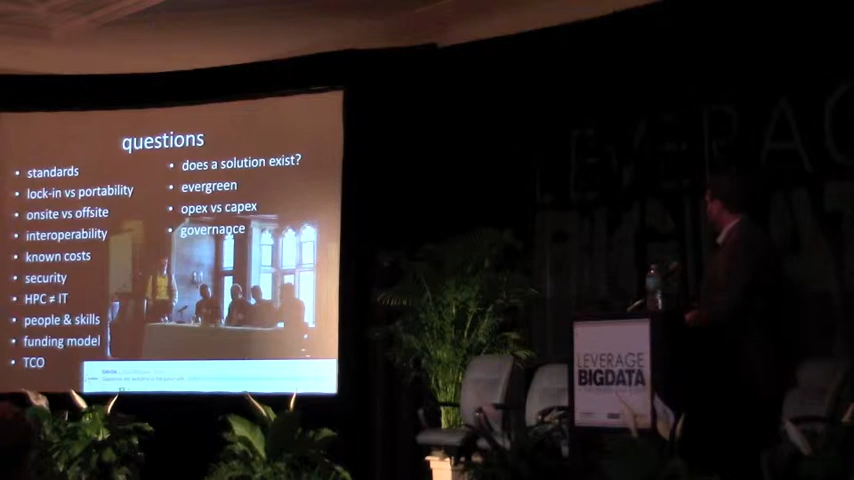 questions
• standards
• lock-in vs portability
• onsite vs offsite
• interoperability
• known costs
• security
• HPC ≠ IT
• people & skills
• funding model
• TCO
• does a solution exist?
• evergreen
• opex vs capex
• governance
LEVERAGE
BIGDATA